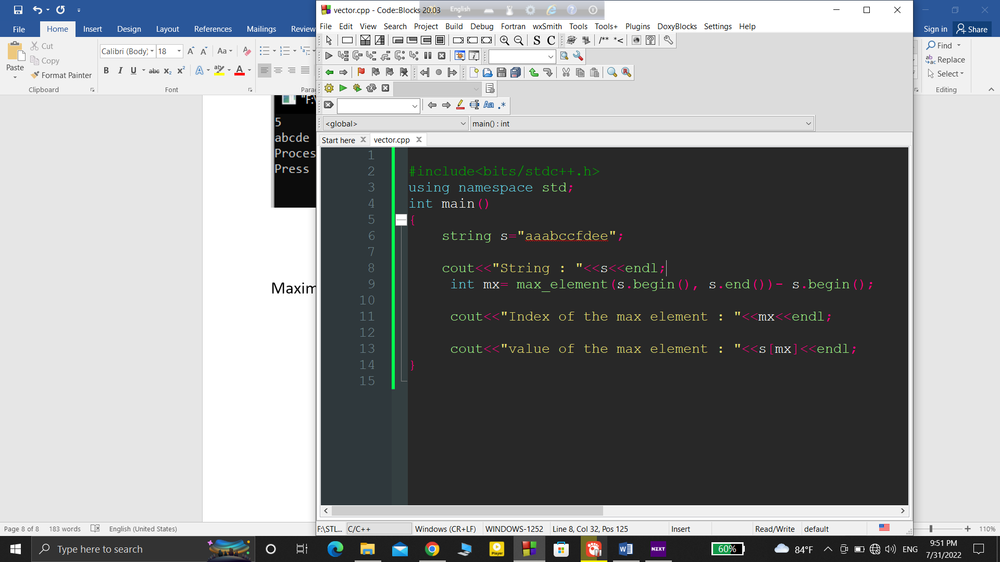 vector.cpp - Code::Blocks 20.03
English
File Edit View Search Project Build Debug Fortran wxSmith Tools Tools+ Plugins DoxyBlocks Settings Help
File Home Insert Design Layout References Mailings Review
Sign in Share
Paste
Cut
Copy
Format Painter
Clipboard
Calibri (Body) 18
Aa
B I U abc x2 x2 A ab A
Font
Para
Find
Replace
Select
Editing
S C /** *<
Aa .*
<global> main() : int
Start here vector.cpp
"F:\
5
abcde
Proces
Press
Maxim
1
2 #include<bits/stdc++.h>
3 using namespace std;
4 int main()
5 {
6 string s="aaabccfdee";
7
8 cout<<"String : "<<s<<endl;
9 int mx= max_element(s.begin(), s.end())- s.begin();
10
11 cout<<"Index of the max element : "<<mx<<endl;
12
13 cout<<"value of the max element : "<<s[mx]<<endl;
14 }
15
Page 8 of 8 183 words English (United States)
F:\STL... C/C++ Windows (CR+LF) WINDOWS-1252 Line 8, Col 32, Pos 125 Insert Read/Write default
110%
Type here to search
Player
NZXT
60%
84°F
ENG
9:51 PM
7/31/2022